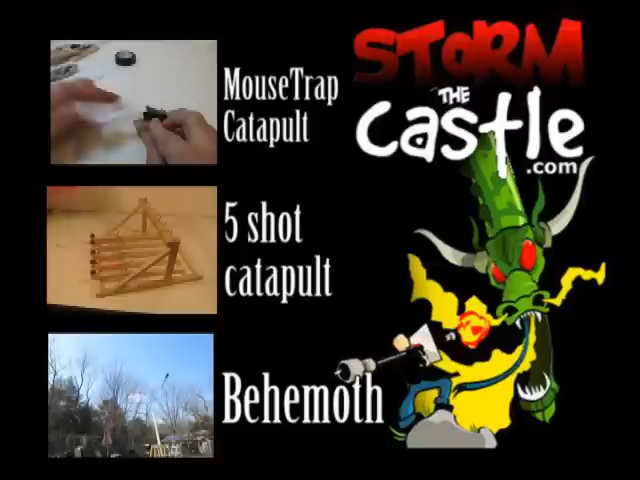 MouseTrap
Catapult
5 shot
catapult
Behemoth
STORM
THE
castle
.com